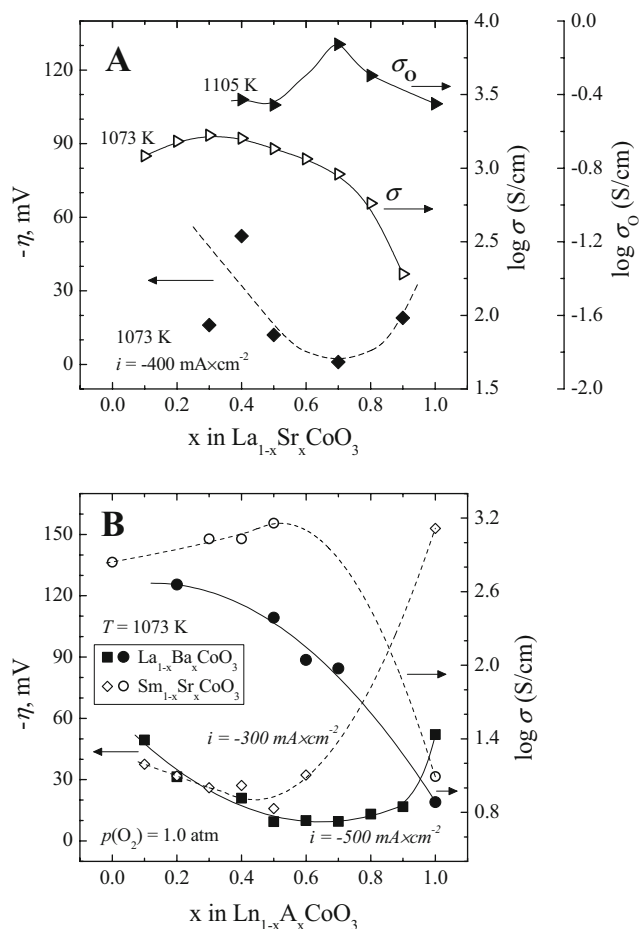 A
130
100
90
60
30
0
-η, mV
1105 K
1073 K
σ_O
σ
1073 K
i = -400 mA×cm⁻²
4.0
3.5
3.0
2.5
2.0
1.5
log σ (S/cm)
-0.0
-0.4
-0.8
-1.2
-1.6
-2.0
log σ_O (S/cm)
0.0 0.2 0.4 0.6 0.8 1.0
x in La₁₋ₓSrₓCoO₃
B
150
120
90
60
30
0
-η, mV
T = 1073 K
La₁₋ₓBaₓCoO₃
Sm₁₋ₓSrₓCoO₃
i = -300 mA×cm⁻²
i = -500 mA×cm⁻²
p(O₂) = 1.0 atm
3.2
2.6
2.0
1.4
0.8
log σ (S/cm)
0.0 0.2 0.4 0.6 0.8 1.0
x in Ln₁₋ₓAₓCoO₃